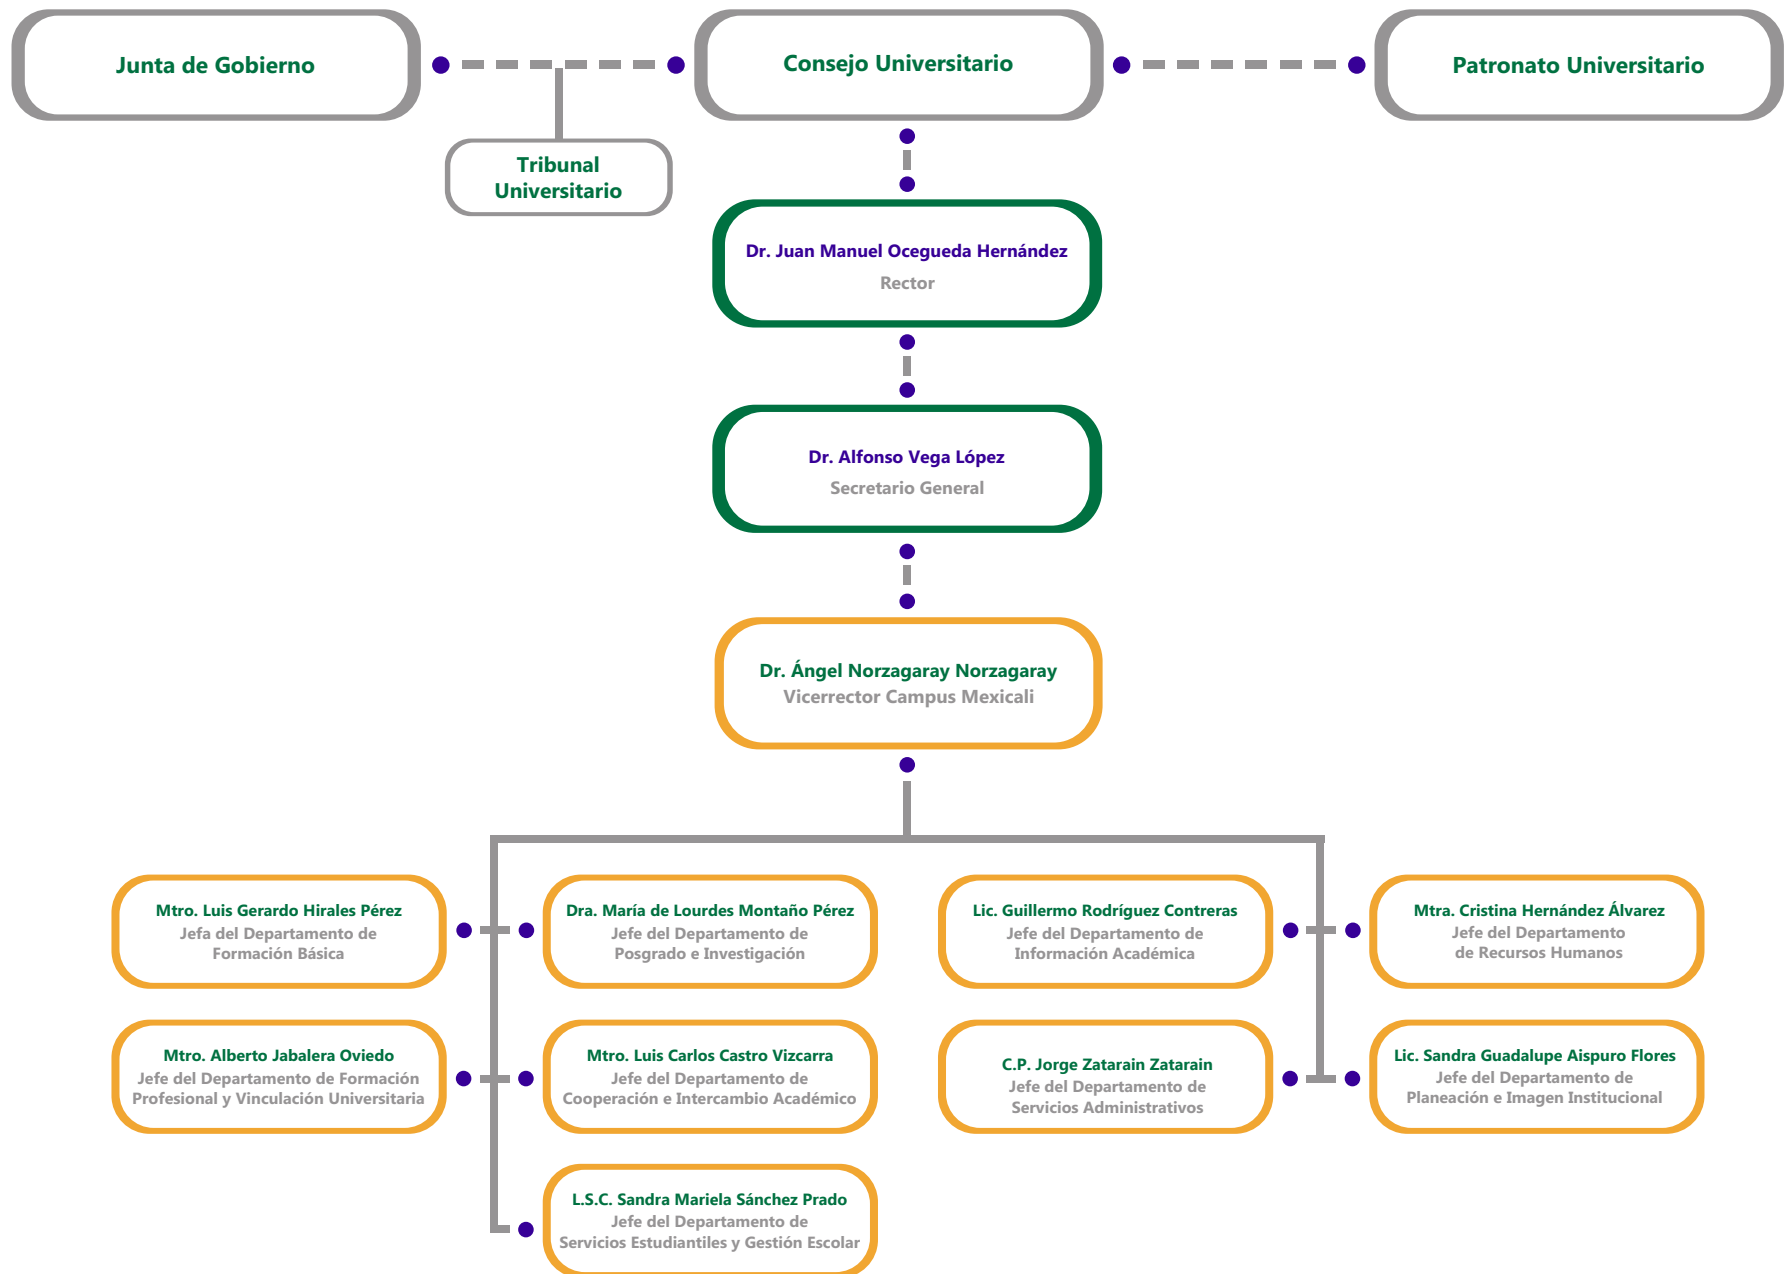 Junta de Gobierno
Consejo Universitario
Patronato Universitario
Tribunal
Universitario
Dr. Juan Manuel Ocegueda Hernández
Rector
Dr. Alfonso Vega López
Secretario General
Dr. Ángel Norzagaray Norzagaray
Vicerrector Campus Mexicali
Mtro. Luis Gerardo Hirales Pérez
Jefa del Departamento de
Formación Básica
Dra. María de Lourdes Montaño Pérez
Jefe del Departamento de
Posgrado e Investigación
Lic. Guillermo Rodríguez Contreras
Jefe del Departamento de
Información Académica
Mtra. Cristina Hernández Álvarez
Jefe del Departamento
de Recursos Humanos
Mtro. Alberto Jabalera Oviedo
Jefe del Departamento de Formación
Profesional y Vinculación Universitaria
Mtro. Luis Carlos Castro Vizcarra
Jefe del Departamento de
Cooperación e Intercambio Académico
C.P. Jorge Zatarain Zatarain
Jefe del Departamento de
Servicios Administrativos
Lic. Sandra Guadalupe Aispuro Flores
Jefe del Departamento de
Planeación e Imagen Institucional
L.S.C. Sandra Mariela Sánchez Prado
Jefe del Departamento de
Servicios Estudiantiles y Gestión Escolar